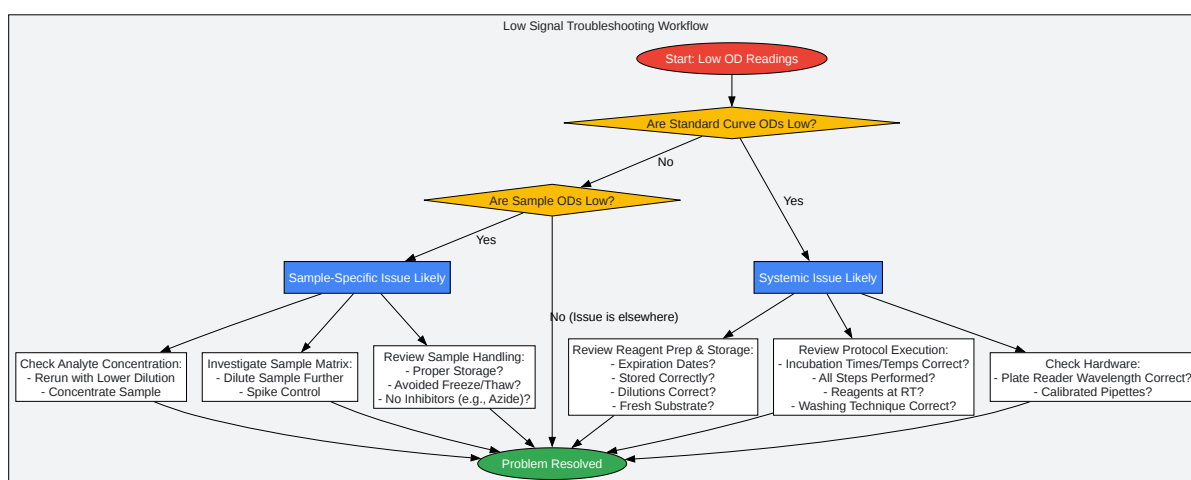 Low Signal Troubleshooting Workflow
Start: Low OD Readings
Are Standard Curve ODs Low?
No
Yes
Are Sample ODs Low?
Yes
No (Issue is elsewhere)
Sample-Specific Issue Likely
Systemic Issue Likely
Check Analyte Concentration:
- Rerun with Lower Dilution
- Concentrate Sample
Investigate Sample Matrix:
- Dilute Sample Further
- Spike Control
Review Sample Handling:
- Proper Storage?
- Avoided Freeze/Thaw?
- No Inhibitors (e.g., Azide)?
Review Reagent Prep & Storage:
- Expiration Dates?
- Stored Correctly?
- Dilutions Correct?
- Fresh Substrate?
Review Protocol Execution:
- Incubation Times/Temps Correct?
- All Steps Performed?
- Reagents at RT?
- Washing Technique Correct?
Check Hardware:
- Plate Reader Wavelength Correct?
- Calibrated Pipettes?
Problem Resolved